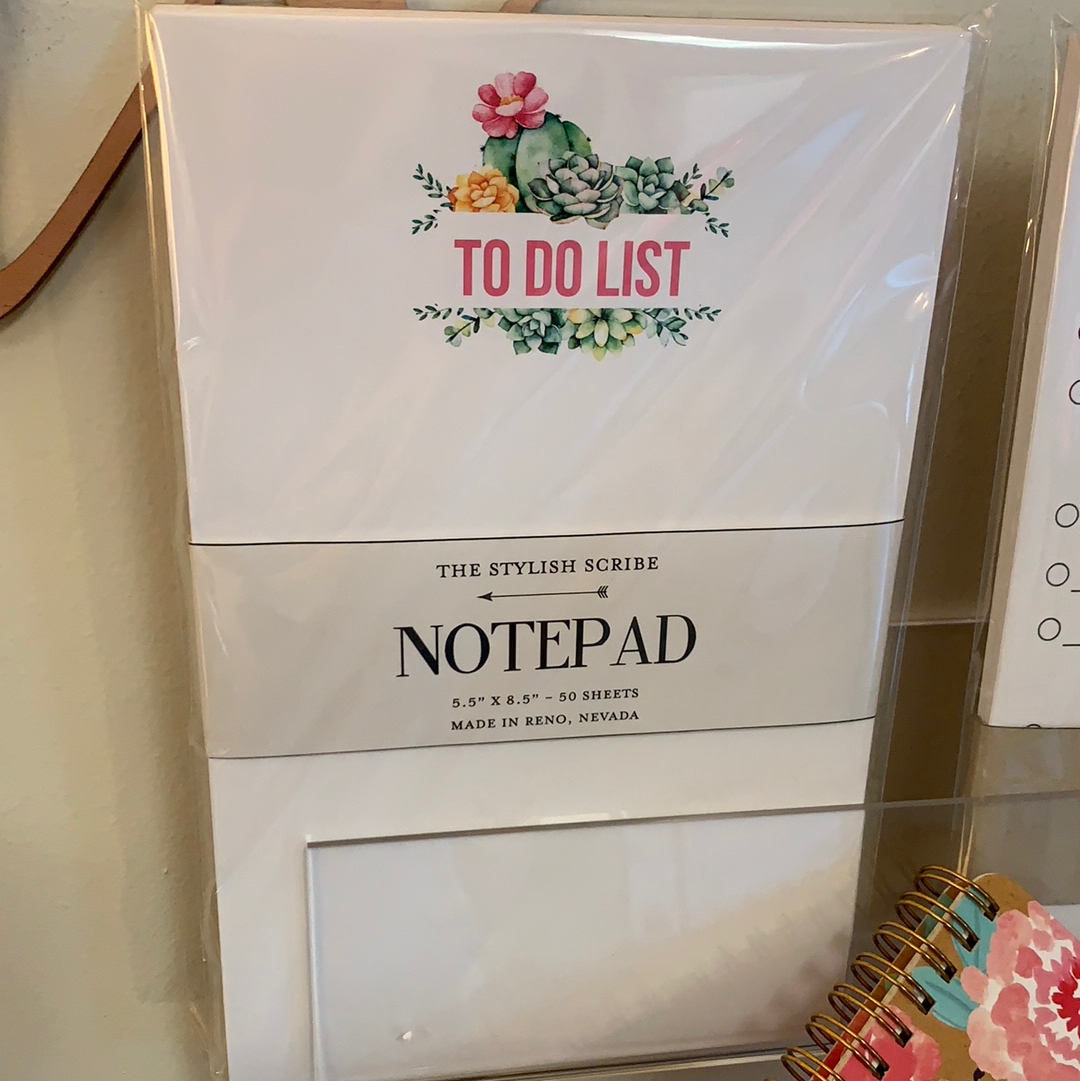 TO DO LIST
THE STYLISH SCRIBE
NOTEPAD
5.5" X 8.5" – 50 SHEETS
MADE IN RENO, NEVADA